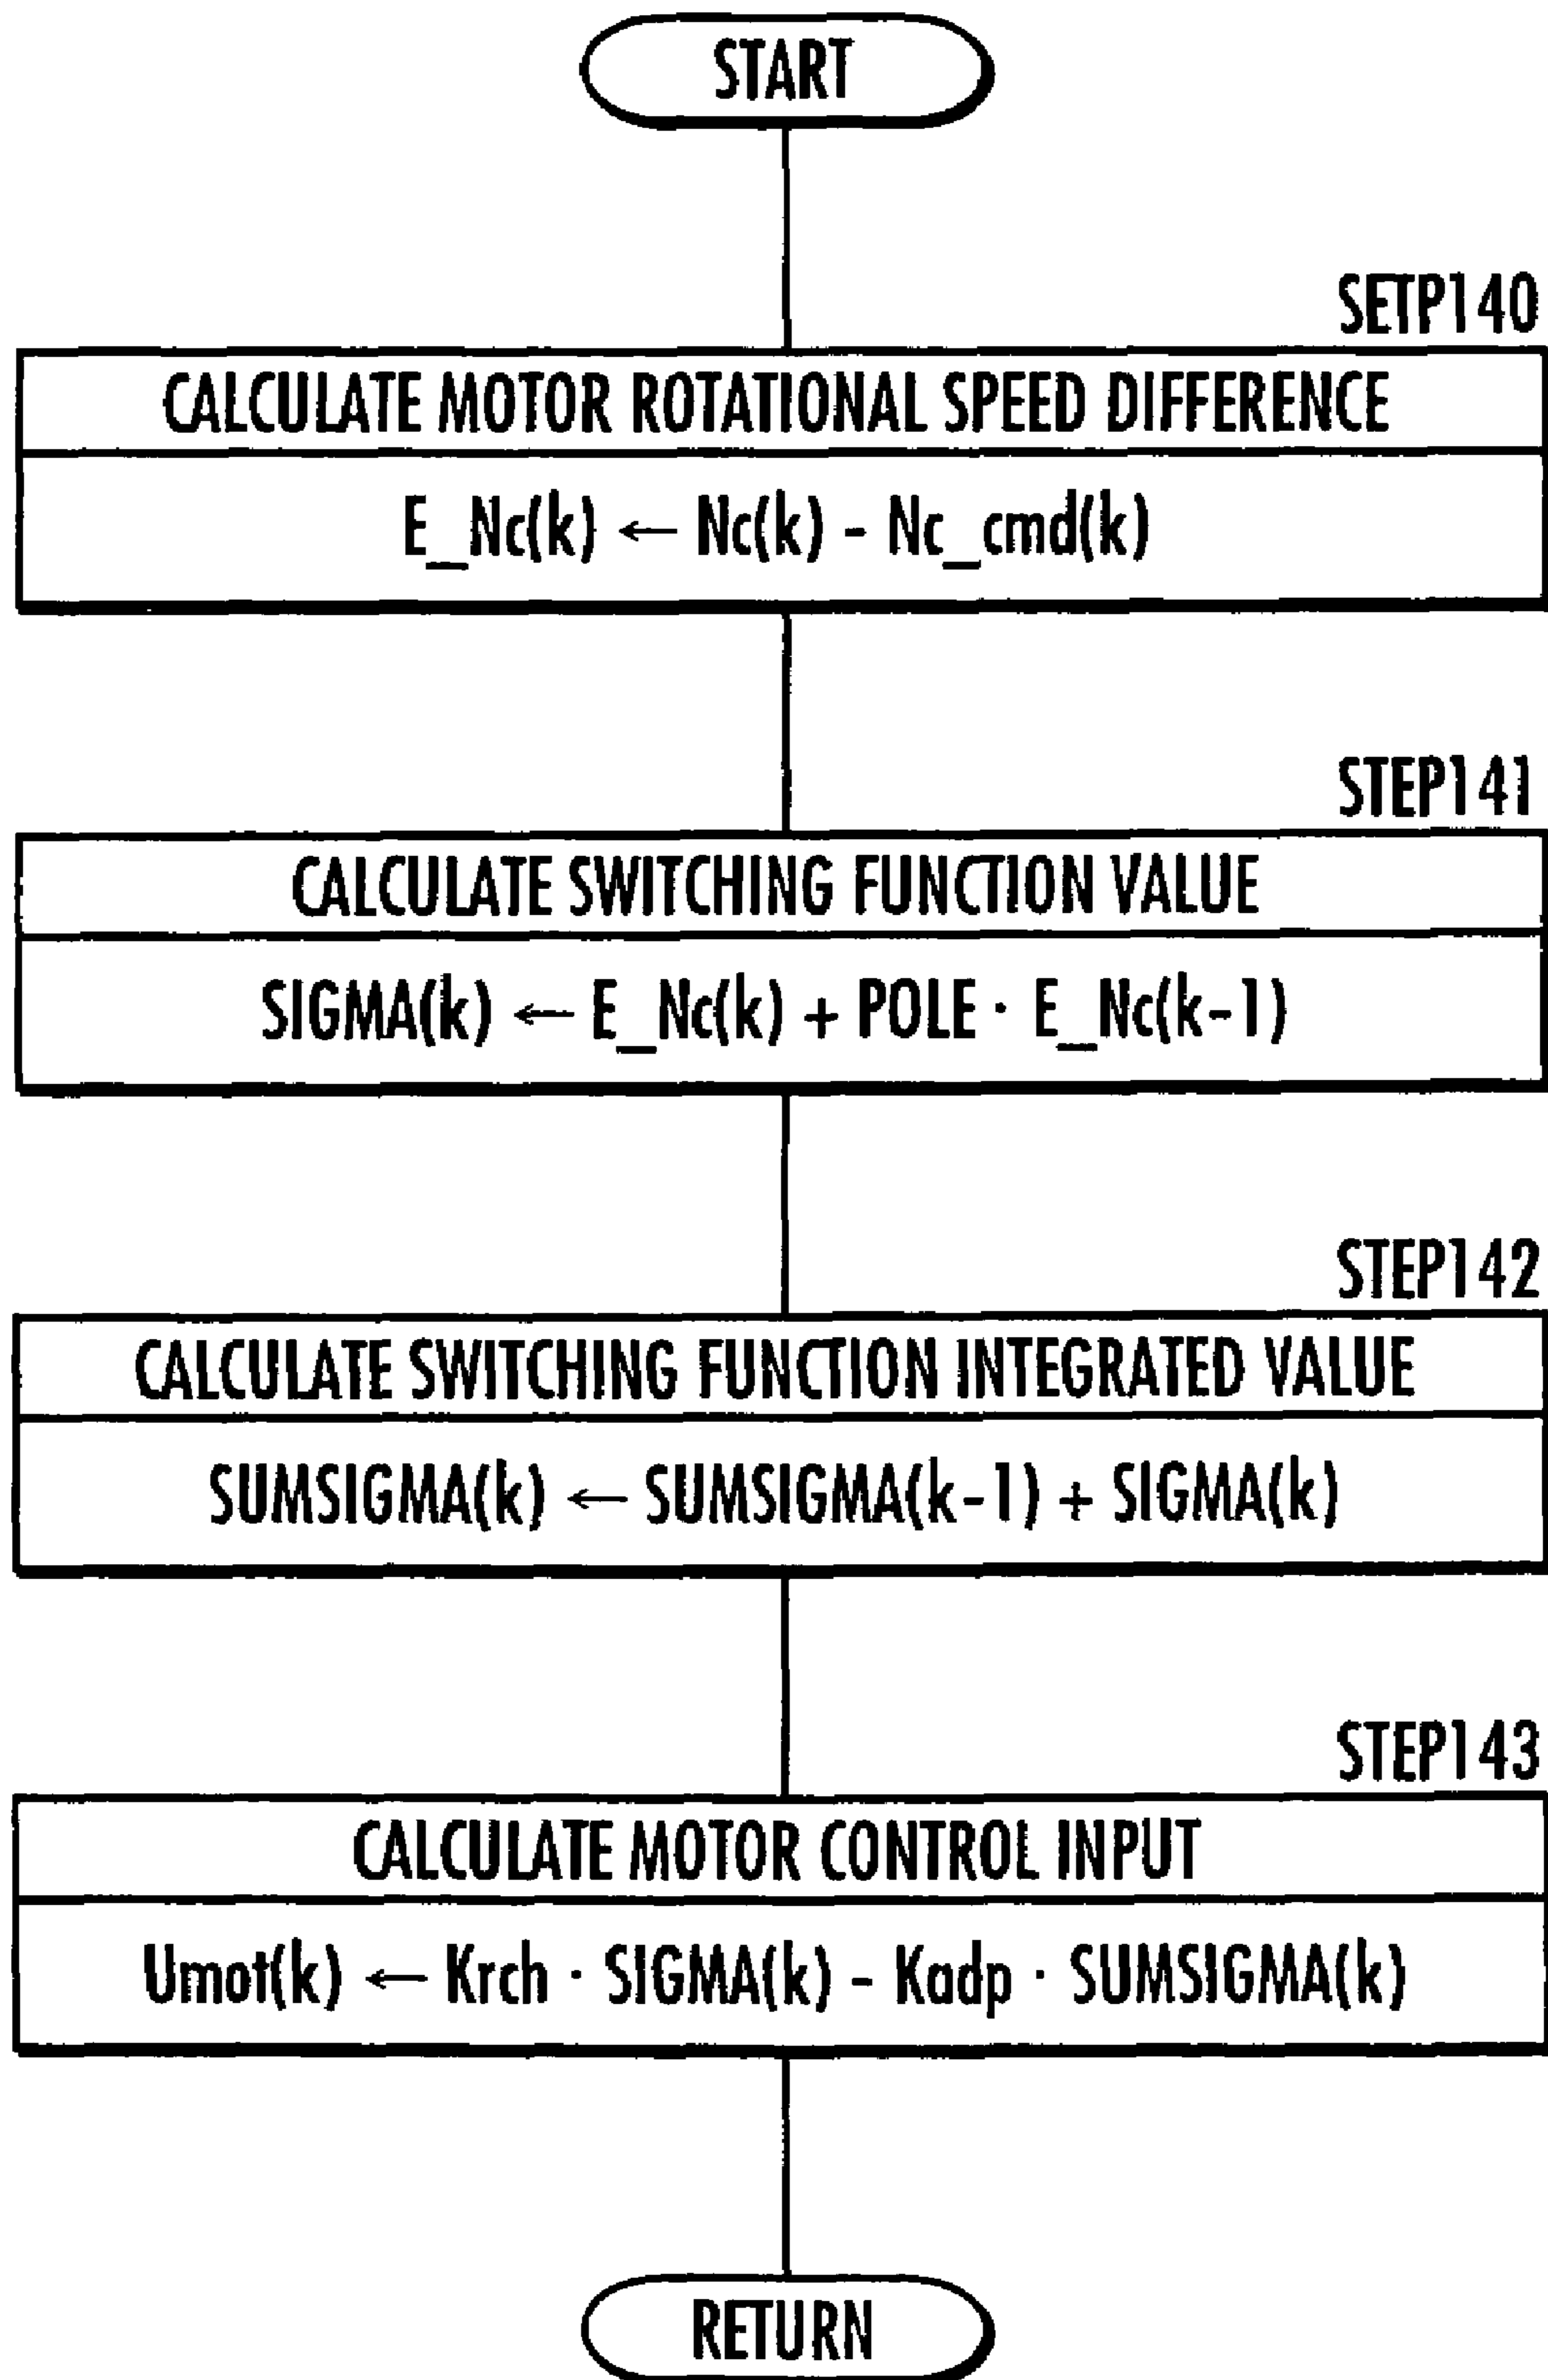 START
SETP140
CALCULATE MOTOR ROTATIONAL SPEED DIFFERENCE
E_Nc(k) ← Nc(k) - Nc_cmd(k)
STEP141
CALCULATE SWITCHING FUNCTION VALUE
SIGMA(k) ← E_Nc(k) + POLE · E_Nc(k-1)
STEP142
CALCULATE SWITCHING FUNCTION INTEGRATED VALUE
SUMSIGMA(k) ← SUMSIGMA(k-1) + SIGMA(k)
STEP143
CALCULATE MOTOR CONTROL INPUT
Umot(k) ← Krch · SIGMA(k) - Kadp · SUMSIGMA(k)
RETURN